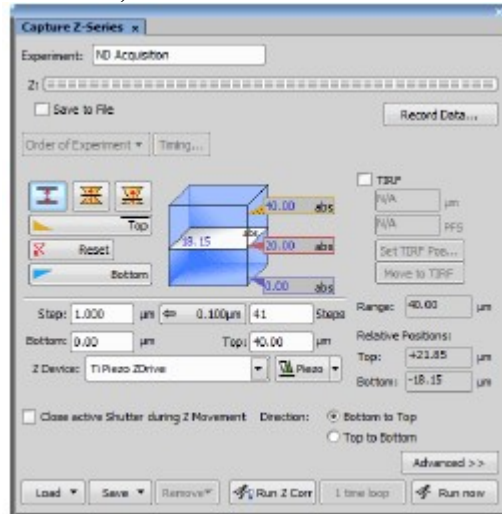 Capture Z-Series x
Experiment: ND Acquisition
Z:
Save to File
Record Data...
Order of Experiment Timing...
TIRF
N/A µm
N/A PFS
Set TIRF Pos...
Move to TIRF
Top
Reset
Bottom
40.00 abs
18.15 abs
20.00 abs
0.00 abs
Step: 1.000 µm 0.100µm 41 Steps
Range: 40.00 µm
Bottom: 0.00 µm Top: 40.00 µm
Relative Positions:
Top: +21.85 µm
Z Device: Ti Piezo ZDrive Piezo
Bottom: -18.15 µm
Close active Shutter during Z Movement Direction: Bottom to Top
Top to Bottom
Advanced >>
Load Save Remove Run Z Corr 1 time loop Run now